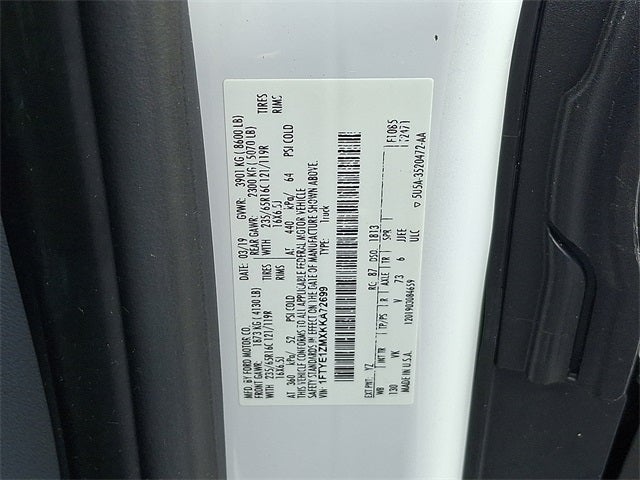 MFD. BY FORD MOTOR CO.
DATE: 03/19 GVWR: 3901 KG ( 8600 LB)
FRONT GAWR: 1873 KG ( 4130 LB) REAR GAWR: 2300 KG ( 5070 LB)
WITH 235/65R16C 121/119R TIRES WITH 235/65R16C 121/119R TIRES
16X6.5J RIMS 16X6.5J RIMS
AT 360 kPa/ 52 PSI COLD AT 440 kPa/ 64 PSI COLD
THIS VEHICLE CONFORMS TO ALL APPLICABLE FEDERAL MOTOR VEHICLE
SAFETY STANDARDS IN EFFECT ON THE DATE OF MANUFACTURE SHOWN ABOVE.
VIN: 1FTYE1ZMXKKA72699 TYPE: Truck
EXT PNT: YZ RC: 87 DSO: 1813 F1085
WB INT TR TP/PS R AXLE TR SPR 12471
130 VK V 73 6 JJEE
MADE IN U.S.A. ULC
1201903084659
▽ 5U5A-3520472-AA